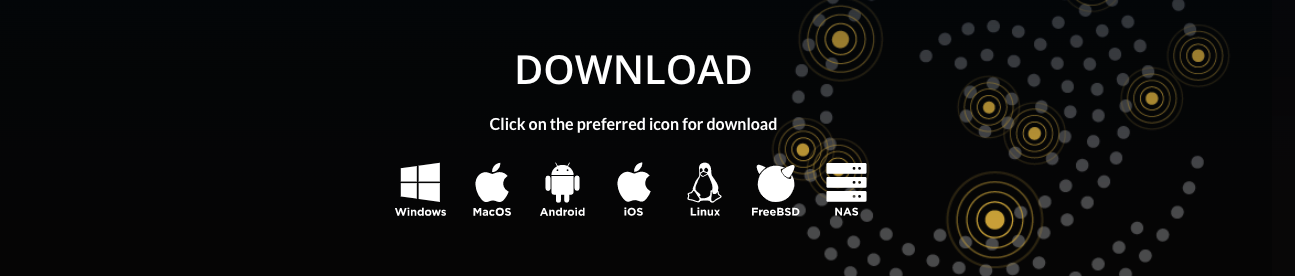 DOWNLOAD
Click on the preferred icon for download
Windows MacOS Android iOS Linux FreeBSD NAS